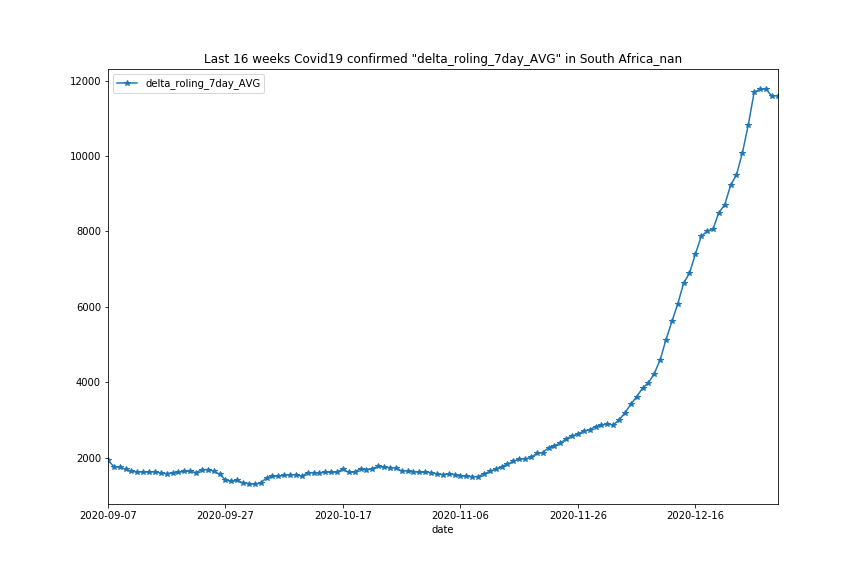 Last 16 weeks Covid19 confirmed "delta_roling_7day_AVG" in South Africa_nan
delta_roling_7day_AVG
12000
10000
8000
6000
4000
2000
2020-09-07 2020-09-27 2020-10-17 2020-11-06 2020-11-26 2020-12-16
date